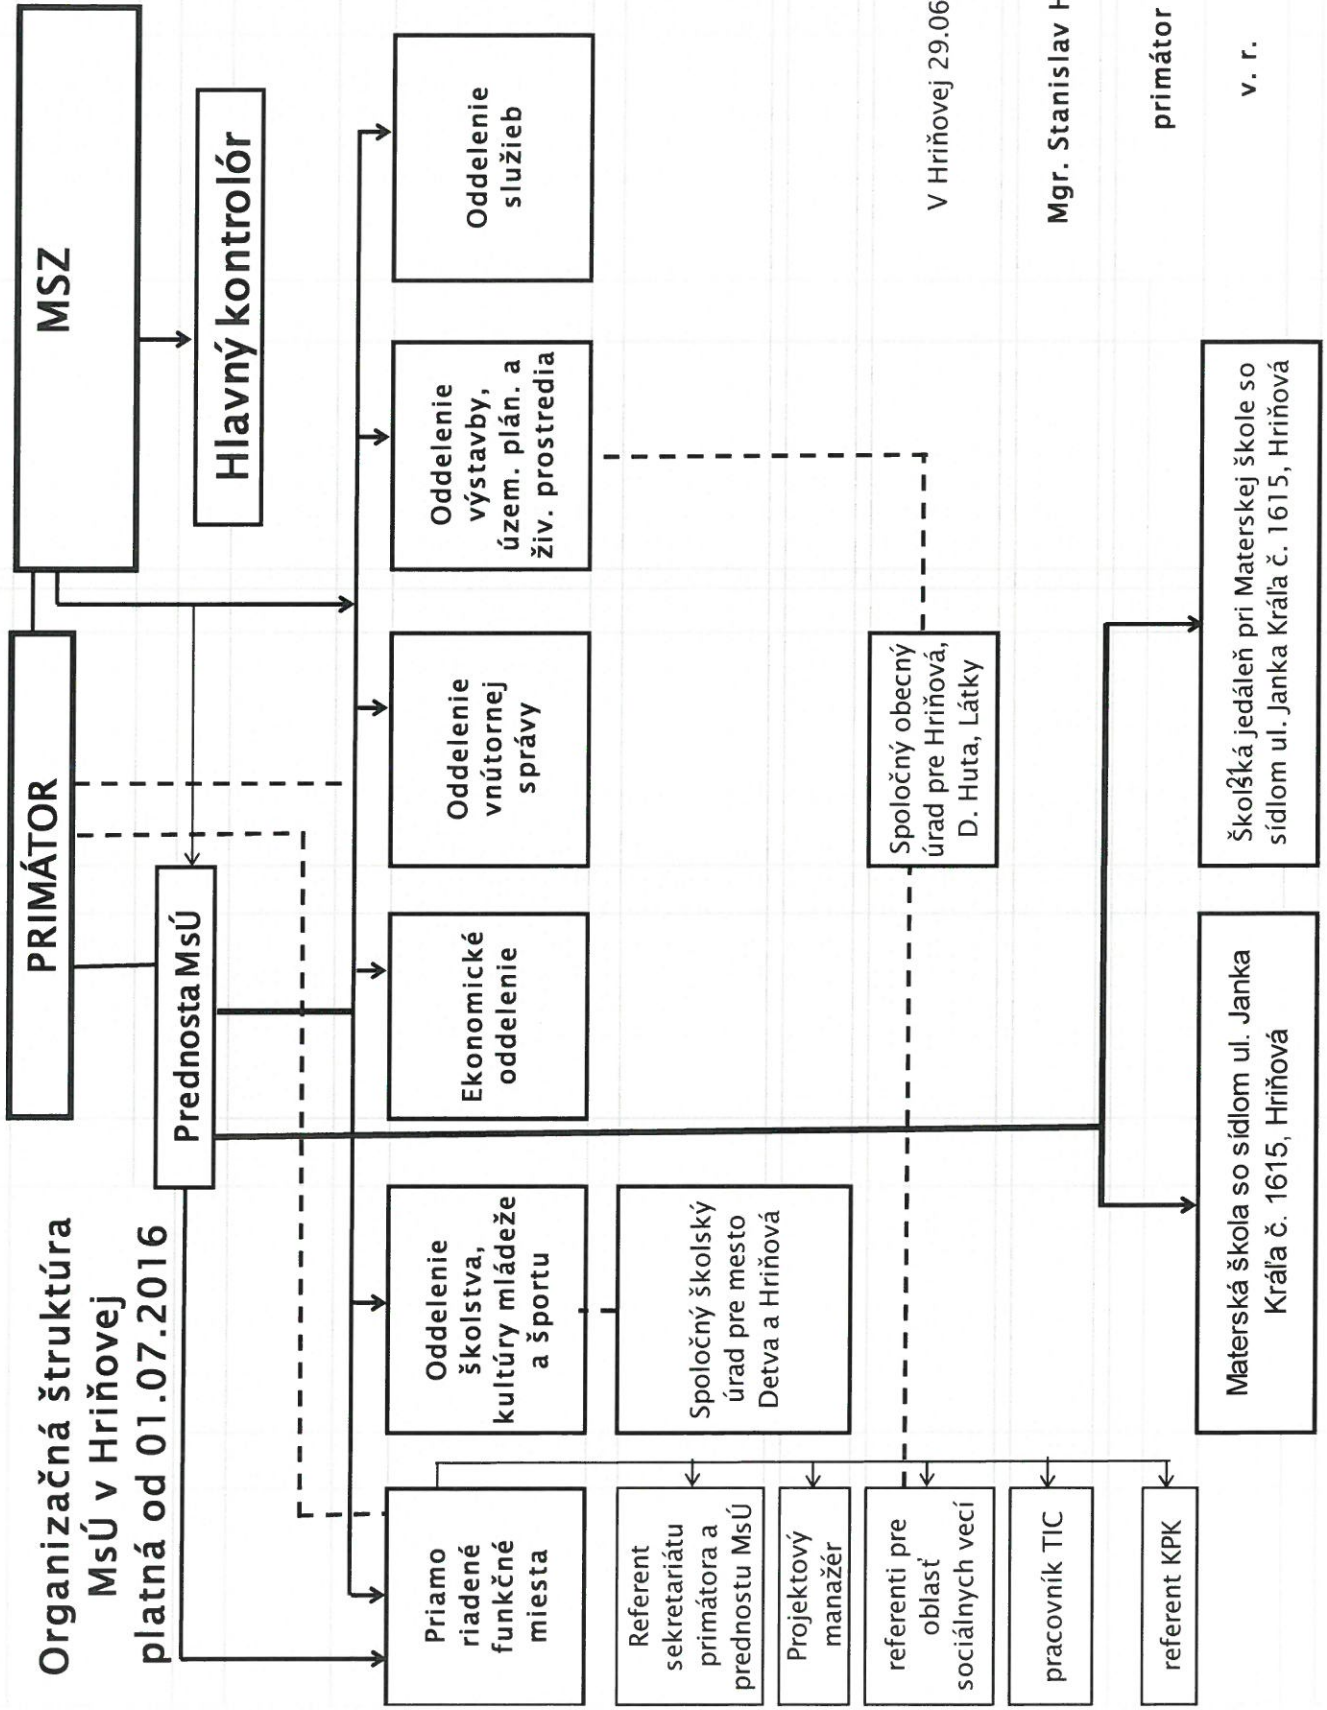 Organizačná štruktúra
MsÚ v Hriňovej
platná od 01.07.2016
PRIMÁTOR
MSZ
Prednosta MsÚ
Hlavný kontrolór
Priamo
riadené
funkčné
miesta
Oddelenie
školstva,
kultúry mládeže
a športu
Ekonomické
oddelenie
Oddelenie
vnútornej
správy
Oddelenie
výstavby,
územ. plán. a
živ. prostredia
Oddelenie
služieb
Referent
sekretariátu
primátora a
prednostu MsÚ
Projektový
manažér
referenti pre
oblasť
sociálnych vecí
pracovník TIC
referent KPK
Spoločný školský
úrad pre mesto
Detva a Hriňová
Spoločný obecný
úrad pre Hriňová,
D. Huta, Látky
Materská škola so sídlom ul. Janka
Kráľa č. 1615, Hriňová
Školská jedáleň pri Materskej škole so
sídlom ul. Janka Kráľa č. 1615, Hriňová
V Hriňovej 29.06
Mgr. Stanislav H
primátor
v. r.